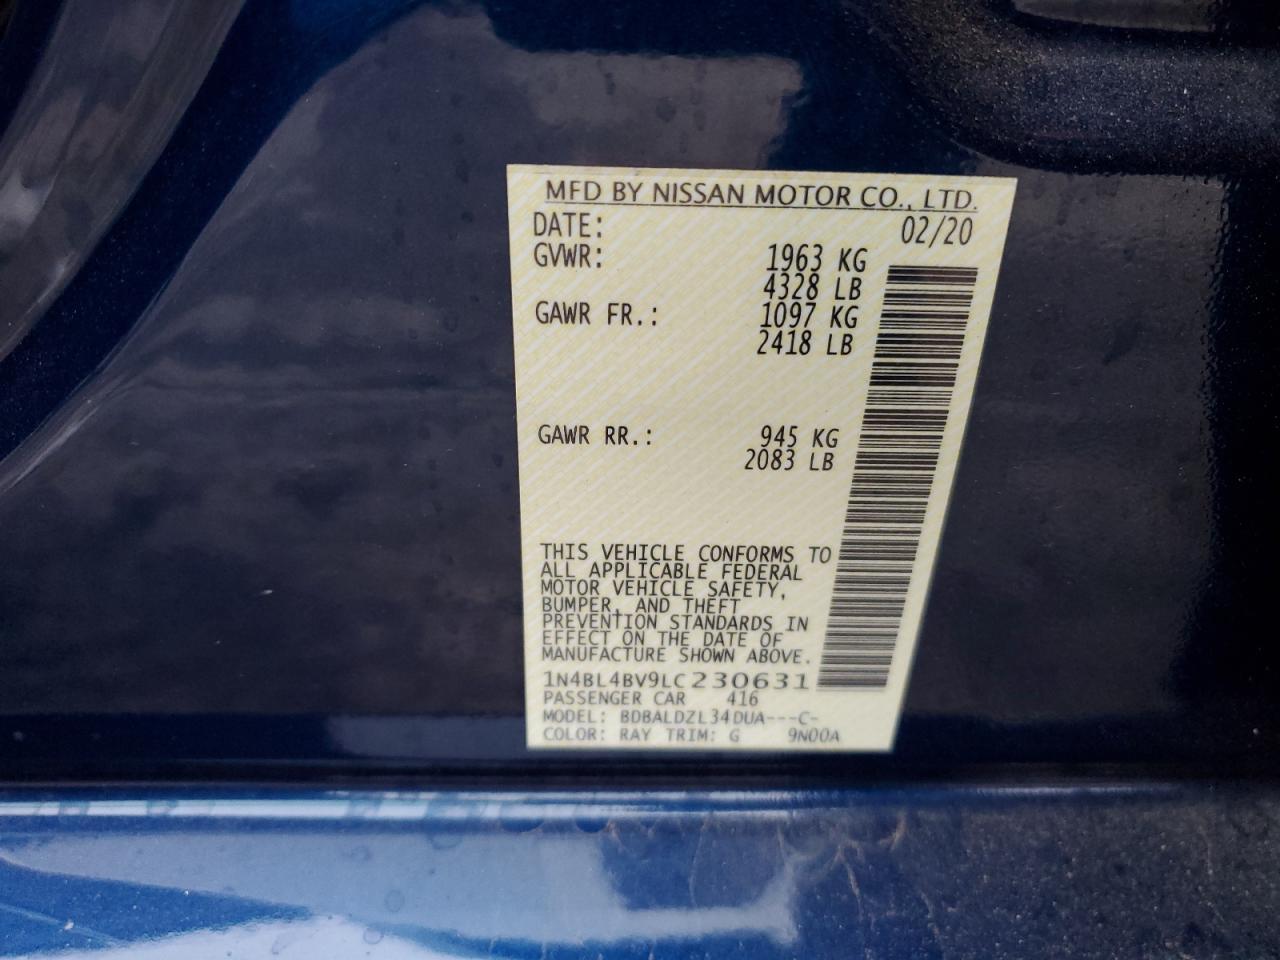 MFD BY NISSAN MOTOR CO., LTD.
DATE: 02/20
GVWR: 1963 KG
4328 LB
GAWR FR.: 1097 KG
2418 LB
GAWR RR.: 945 KG
2083 LB
THIS VEHICLE CONFORMS TO
ALL APPLICABLE FEDERAL
MOTOR VEHICLE SAFETY,
BUMPER, AND THEFT
PREVENTION STANDARDS IN
EFFECT ON THE DATE OF
MANUFACTURE SHOWN ABOVE.
1N4BL4BV9LC230631
PASSENGER CAR 416
MODEL: BDBALDZL34DUA---C-
COLOR: RAY TRIM: G 9N00A